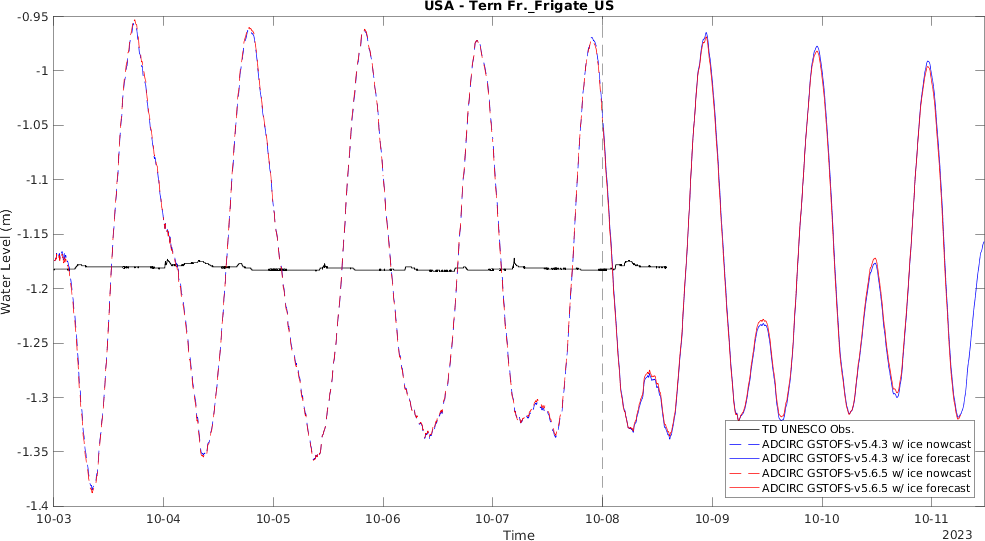 USA - Tern Fr._Frigate_US
-0.95
-1
-1.05
-1.1
-1.15
-1.2
-1.25
-1.3
-1.35
-1.4
Water Level (m)
10-03 10-04 10-05 10-06 10-07 10-08 10-09 10-10 10-11
Time
2023
TD UNESCO Obs.
ADCIRC GSTOFS-v5.4.3 w/ ice nowcast
ADCIRC GSTOFS-v5.4.3 w/ ice forecast
ADCIRC GSTOFS-v5.6.5 w/ ice nowcast
ADCIRC GSTOFS-v5.6.5 w/ ice forecast